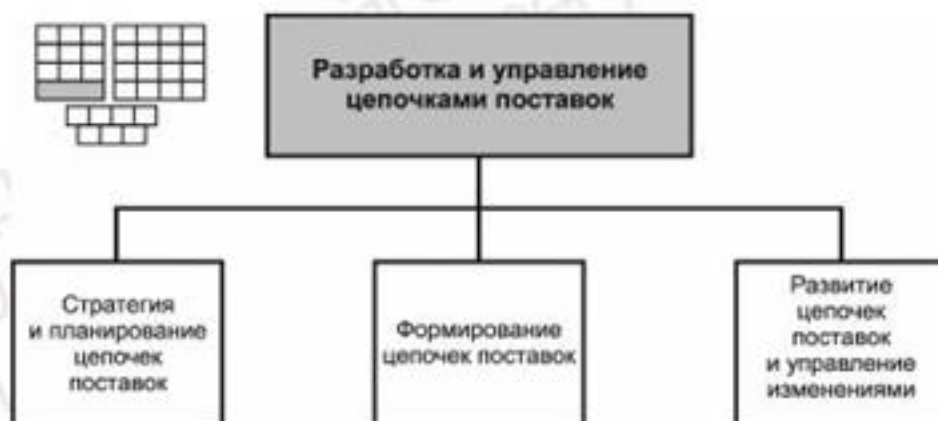 Разработка и управление
цепочками поставок
Стратегия
и планирование
цепочек
поставок
Формирование
цепочек поставок
Развитие
цепочек
поставок
и управление
изменениями